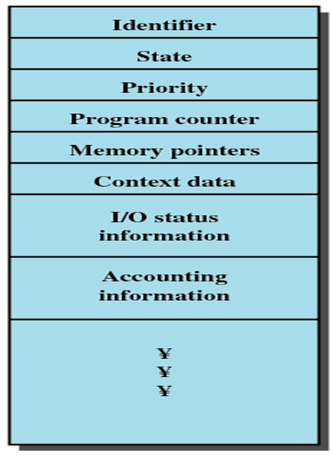 Identifier
State
Priority
Program counter
Memory pointers
Context data
I/O status
information
Accounting
information
¥
¥
¥